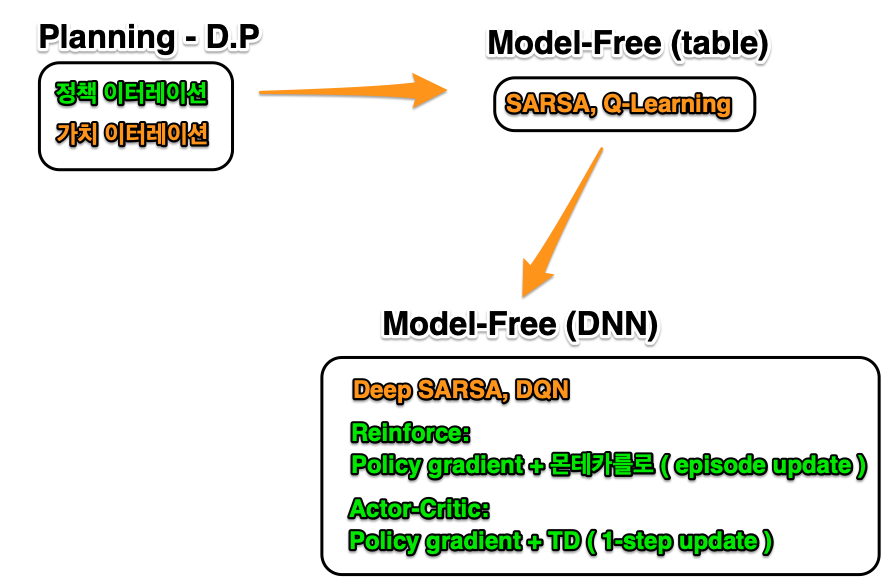 Planning - D.P
정책 이터레이션
가치 이터레이션
Model-Free (table)
SARSA, Q-Learning
Model-Free (DNN)
Deep SARSA, DQN
Reinforce:
Policy gradient + 몬테카를로 ( episode update )
Actor-Critic:
Policy gradient + TD ( 1-step update )